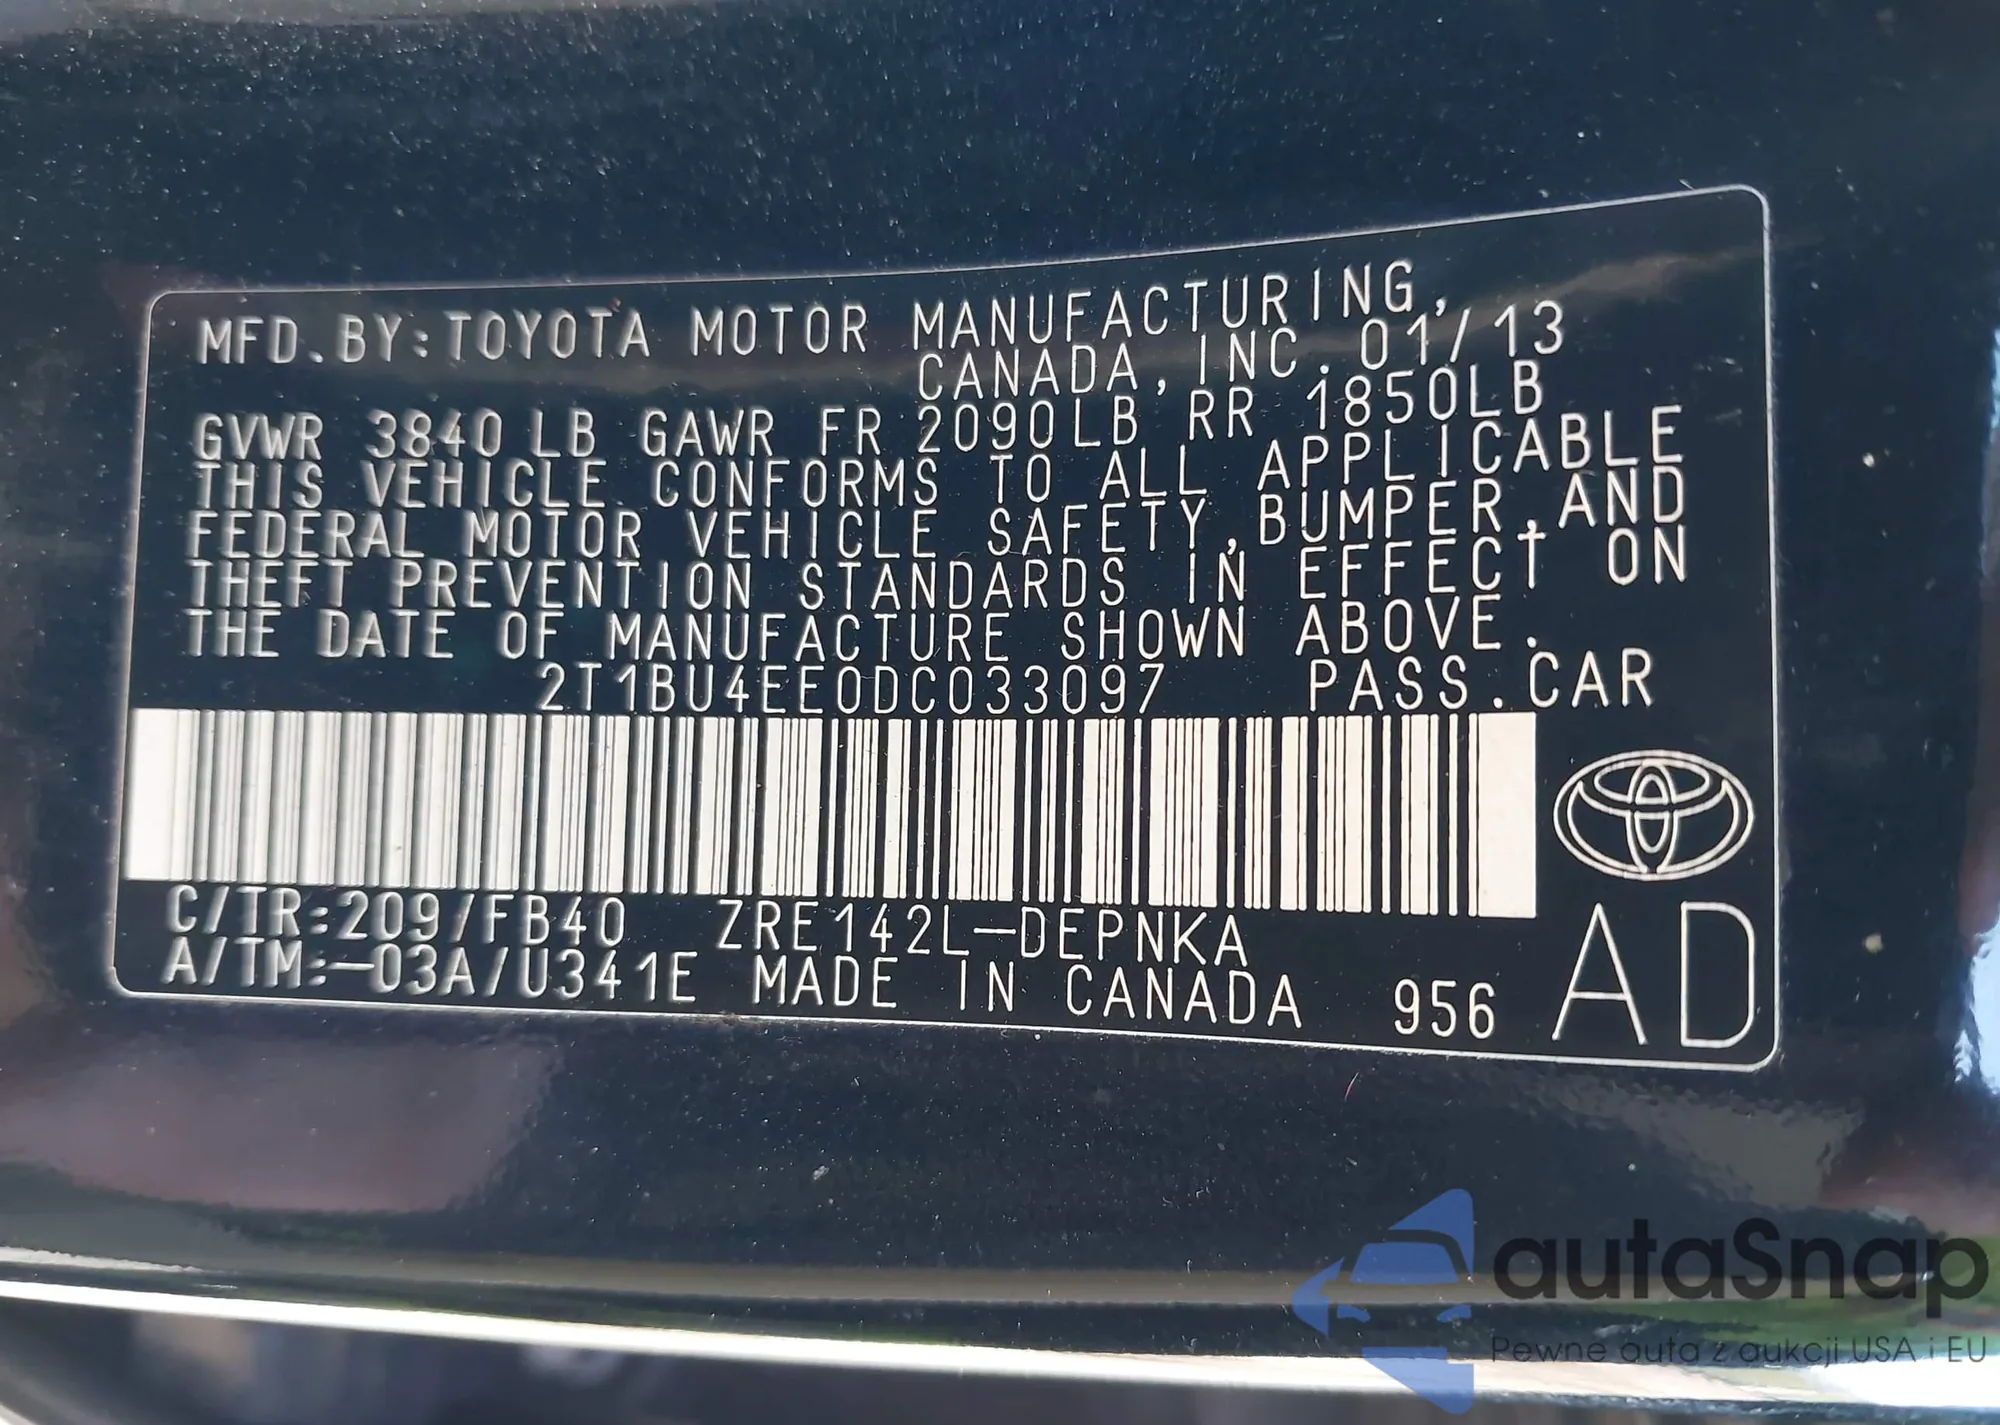 MFD.BY:TOYOTA MOTOR MANUFACTURING,
CANADA,INC.01/13
GVWR 3840LB GAWR FR 2090LB RR 1850LB
THIS VEHICLE CONFORMS TO ALL APPLICABLE
FEDERAL MOTOR VEHICLE SAFETY,BUMPER,AND
THEFT PREVENTION STANDARDS IN EFFECT ON
THE DATE OF MANUFACTURE SHOWN ABOVE.
2T1BU4EE0DC033097 PASS.CAR
C/TR:209/FB40 ZRE142L-DEPNKA
A/TM:-03A/U341E MADE IN CANADA 956 AD
autaSnap
Pewne auta z aukcji USA i EU